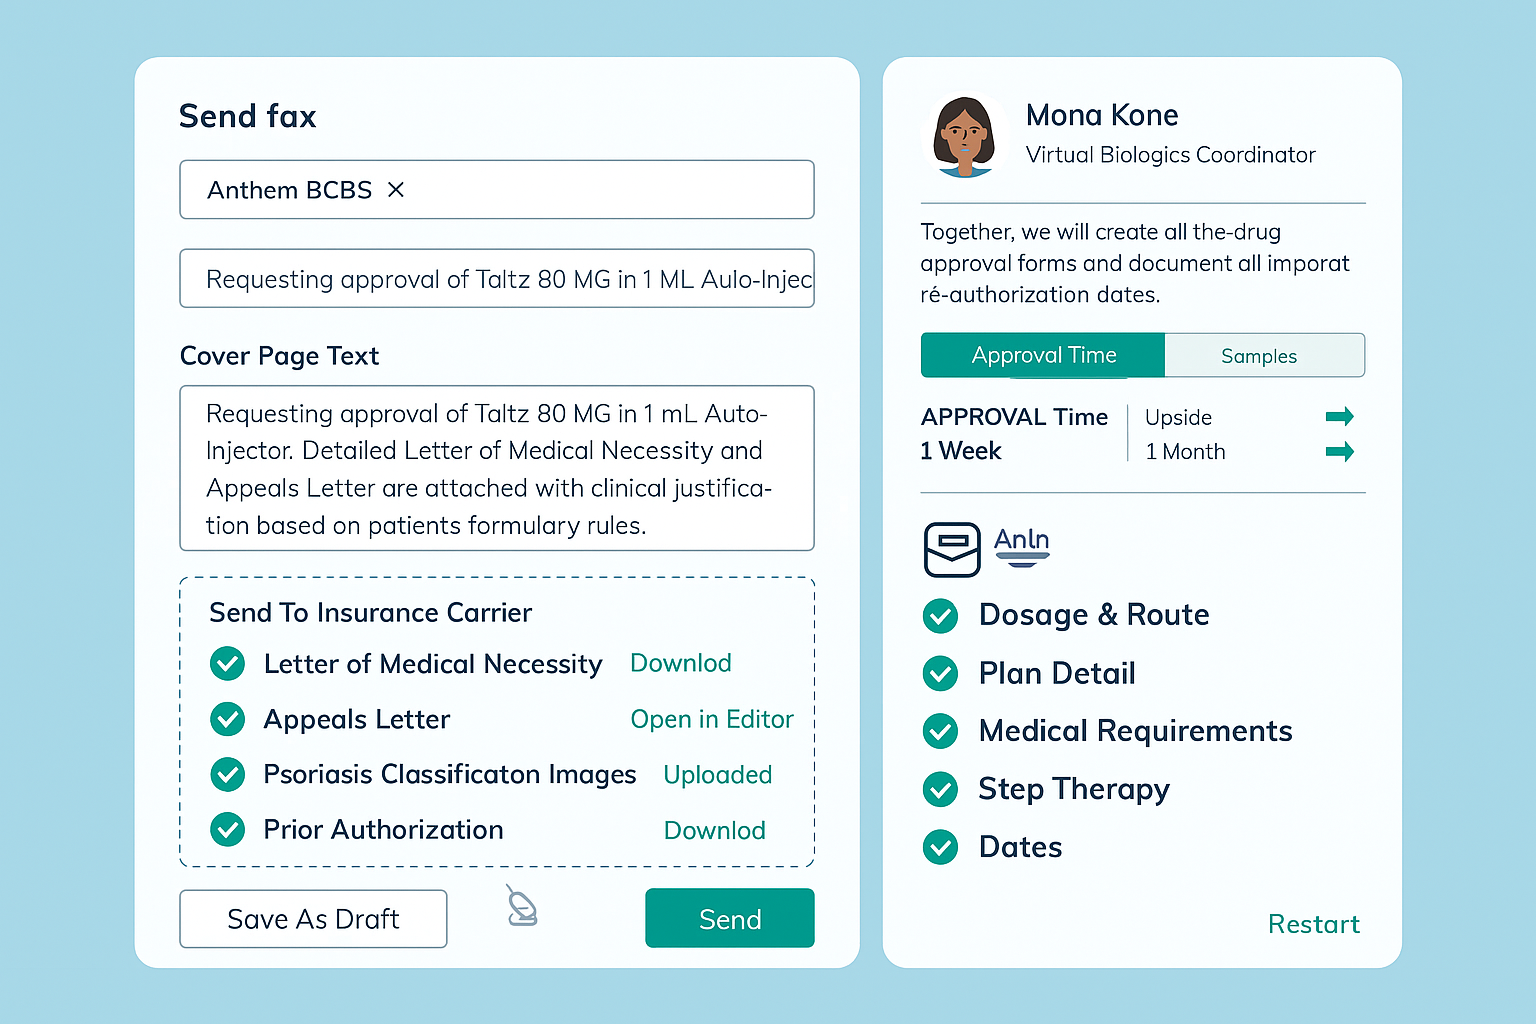 Send fax
Anthem BCBS ×
Requesting approval of Taltz 80 MG in 1 ML Aulo-Injec
Cover Page Text
Requesting approval of Taltz 80 MG in 1 mL Auto-
Injector. Detailed Letter of Medical Necessity and
Appeals Letter are attached with clinical justifica-
tion based on patients formulary rules.
Send To Insurance Carrier
Letter of Medical Necessity Downlod
Appeals Letter Open in Editor
Psoriasis Classificaton Images Uploaded
Prior Authorization Downlod
Save As Draft
Send
Mona Kone
Virtual Biologics Coordinator
Together, we will create all the-drug
approval forms and document all imporat
ré-authorization dates.
Approval Time
Samples
APPROVAL Time
1 Week
Upside
1 Month
Anln
Dosage & Route
Plan Detail
Medical Requirements
Step Therapy
Dates
Restart